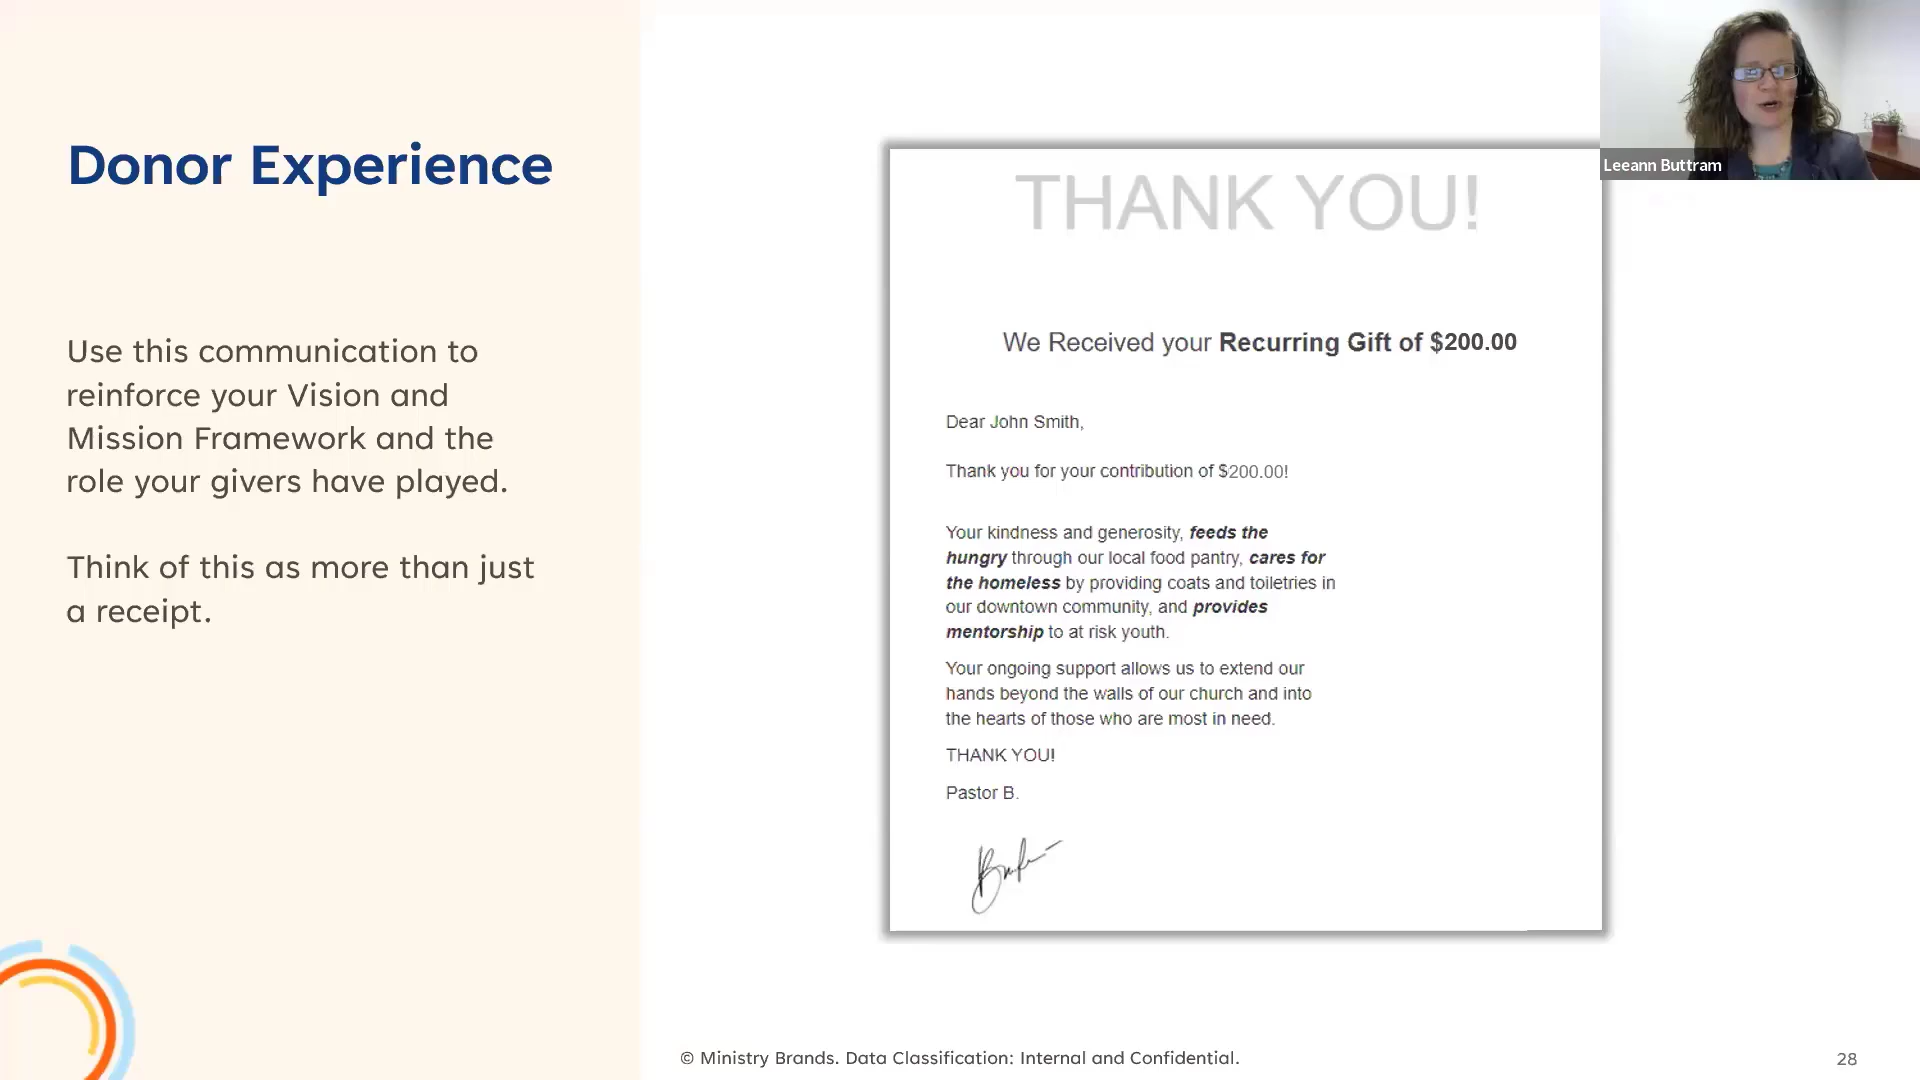 Donor Experience
Use this communication to
reinforce your Vision and
Mission Framework and the
role your givers have played.
Think of this as more than just
a receipt.
THANK YOU!
We Received your Recurring Gift of $200.00
Dear John Smith,
Thank you for your contribution of $200.00!
Your kindness and generosity, feeds the
hungry through our local food pantry, cares for
the homeless by providing coats and toiletries in
our downtown community, and provides
mentorship to at risk youth.
Your ongoing support allows us to extend our
hands beyond the walls of our church and into
the hearts of those who are most in need.
THANK YOU!
Pastor B.
Leeann Buttram
© Ministry Brands. Data Classification: Internal and Confidential.
28